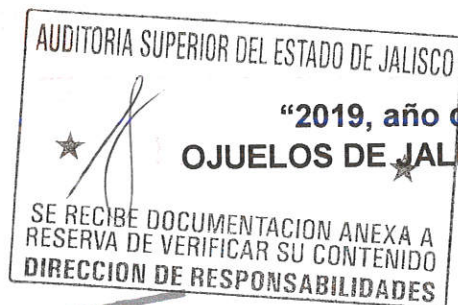 AUDITORIA SUPERIOR DEL ESTADO DE JALISCO
"2019, año
OJUELOS DE JAL
SE RECIBE DOCUMENTACION ANEXA A
RESERVA DE VERIFICAR SU CONTENIDO
DIRECCION DE RESPONSABILIDADES